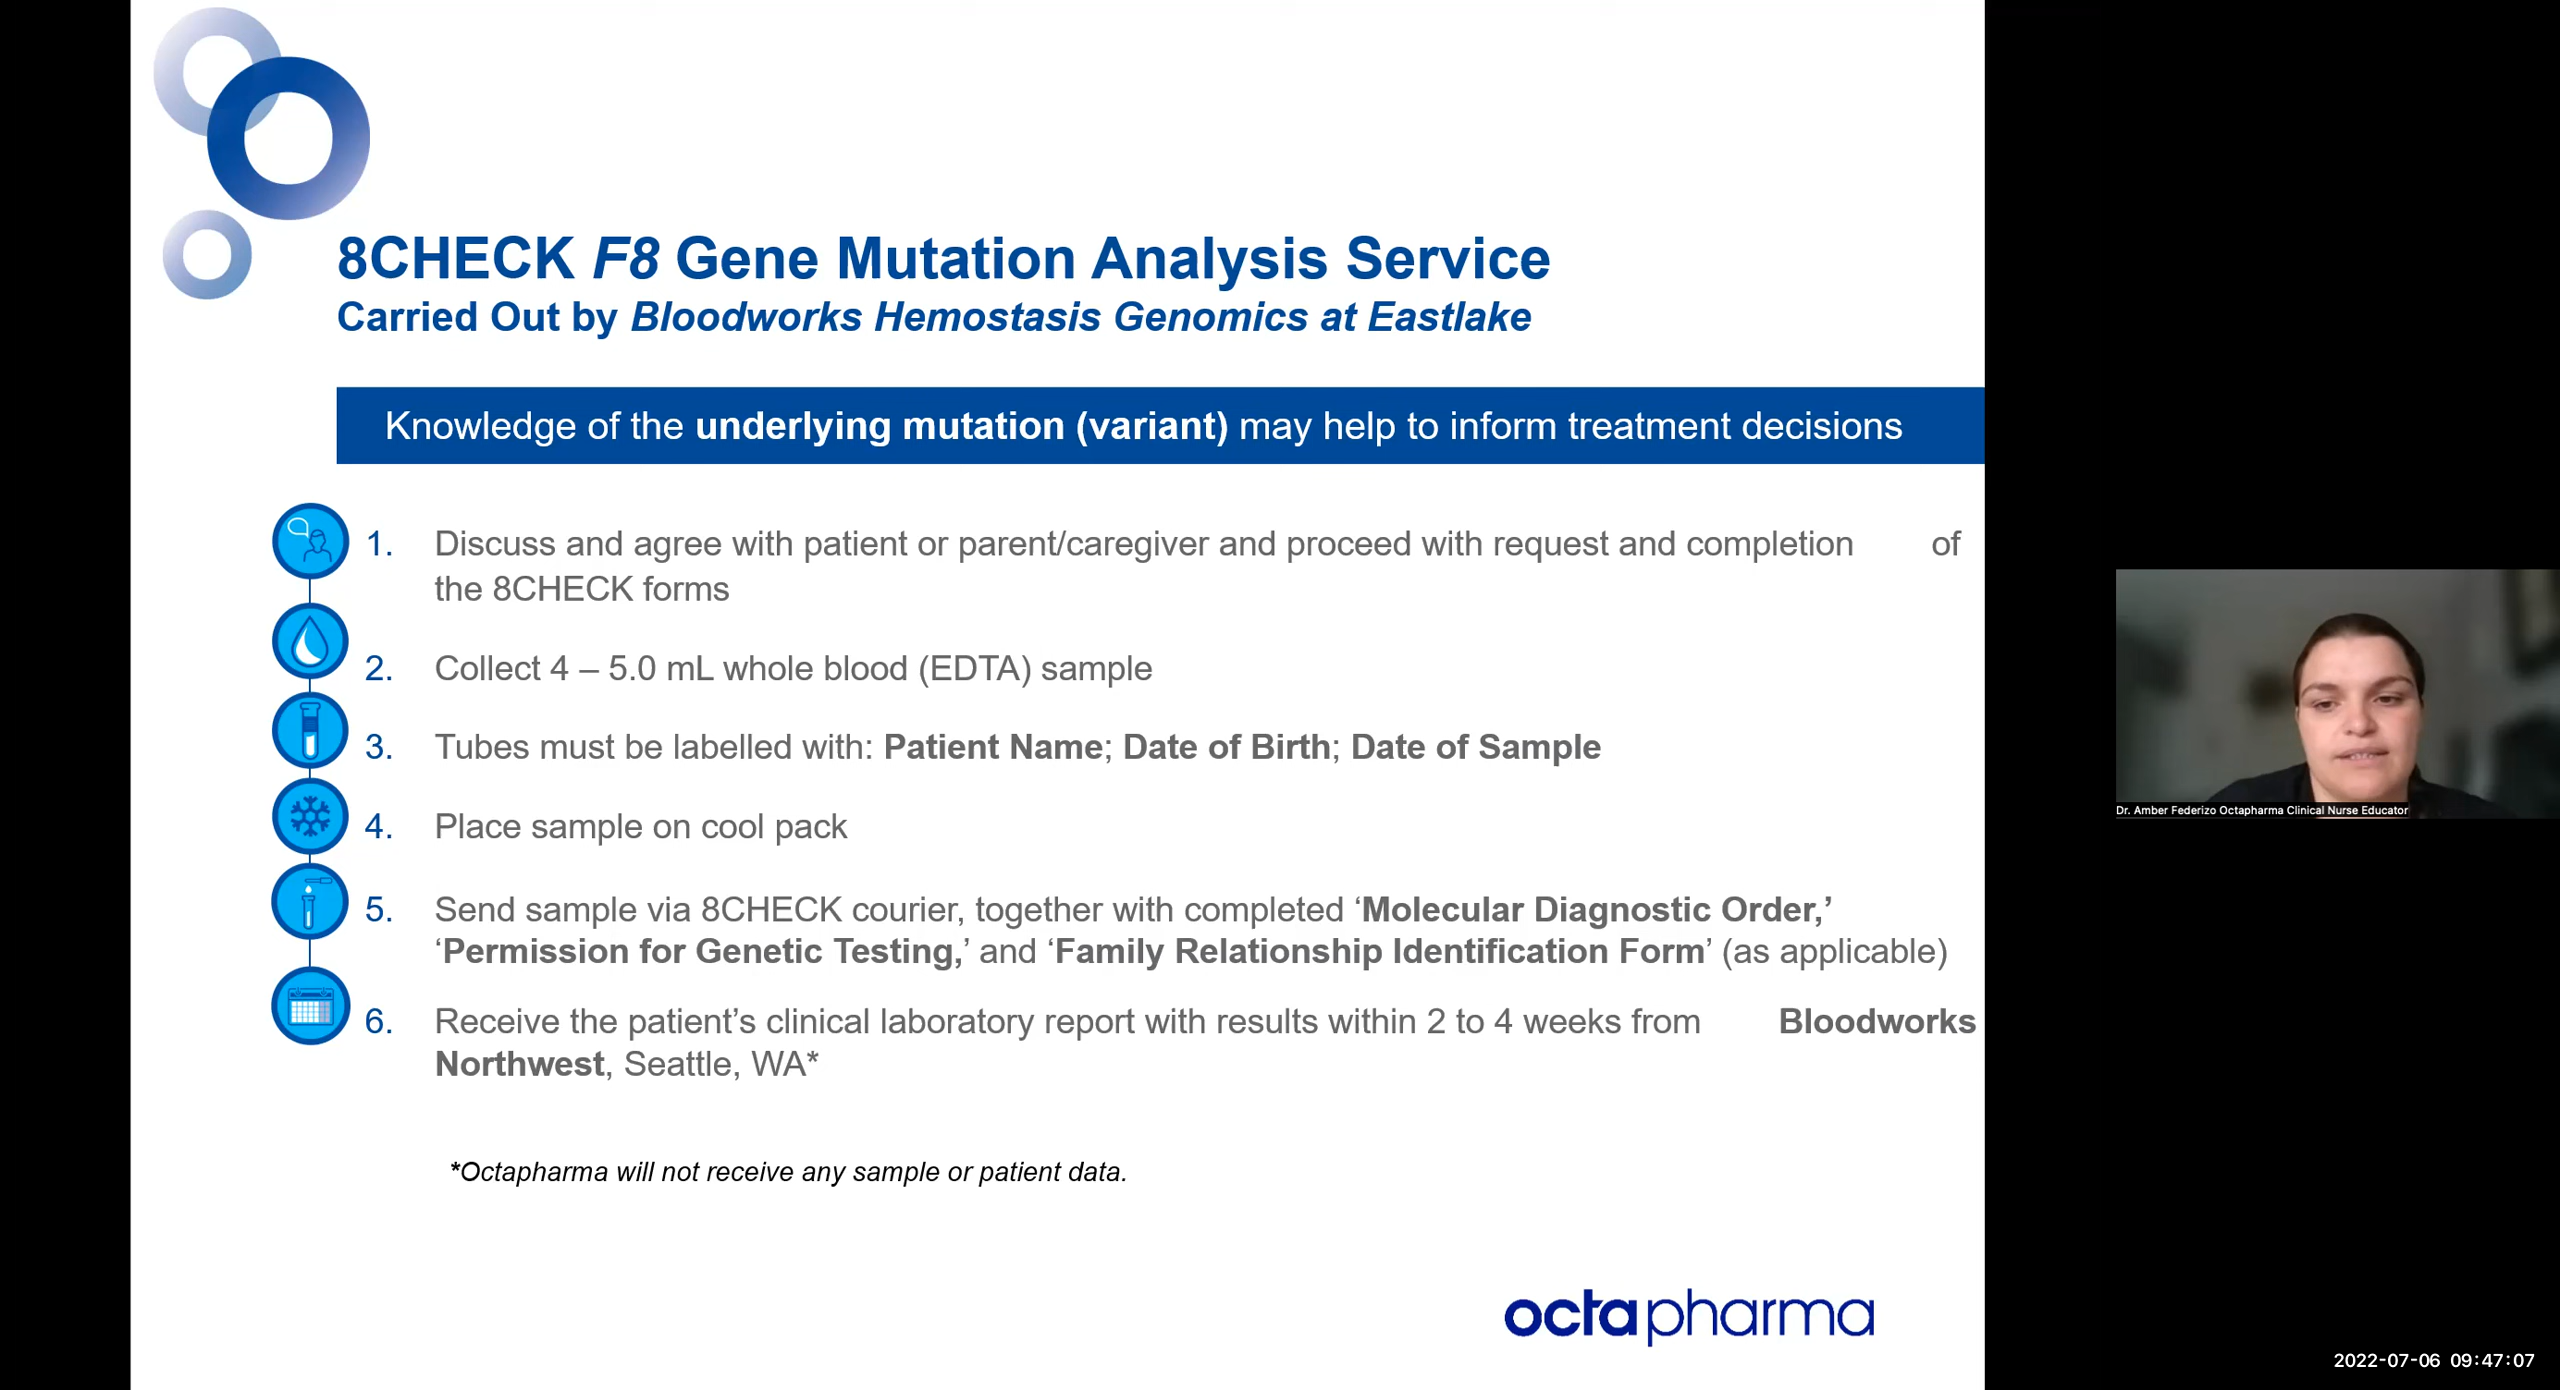 8CHECK F8 Gene Mutation Analysis Service
Carried Out by Bloodworks Hemostasis Genomics at Eastlake
Knowledge of the underlying mutation (variant) may help to inform treatment decisions
1. Discuss and agree with patient or parent/caregiver and proceed with request and completion of
the 8CHECK forms
2. Collect 4 – 5.0 mL whole blood (EDTA) sample
3. Tubes must be labelled with: Patient Name; Date of Birth; Date of Sample
4. Place sample on cool pack
5. Send sample via 8CHECK courier, together with completed ‘Molecular Diagnostic Order,’
‘Permission for Genetic Testing,’ and ‘Family Relationship Identification Form’ (as applicable)
6. Receive the patient’s clinical laboratory report with results within 2 to 4 weeks from Bloodworks
Northwest, Seattle, WA*
*Octapharma will not receive any sample or patient data.
octapharma
Dr. Amber Federizo Octapharma Clinical Nurse Educator
2022-07-06 09:47:07